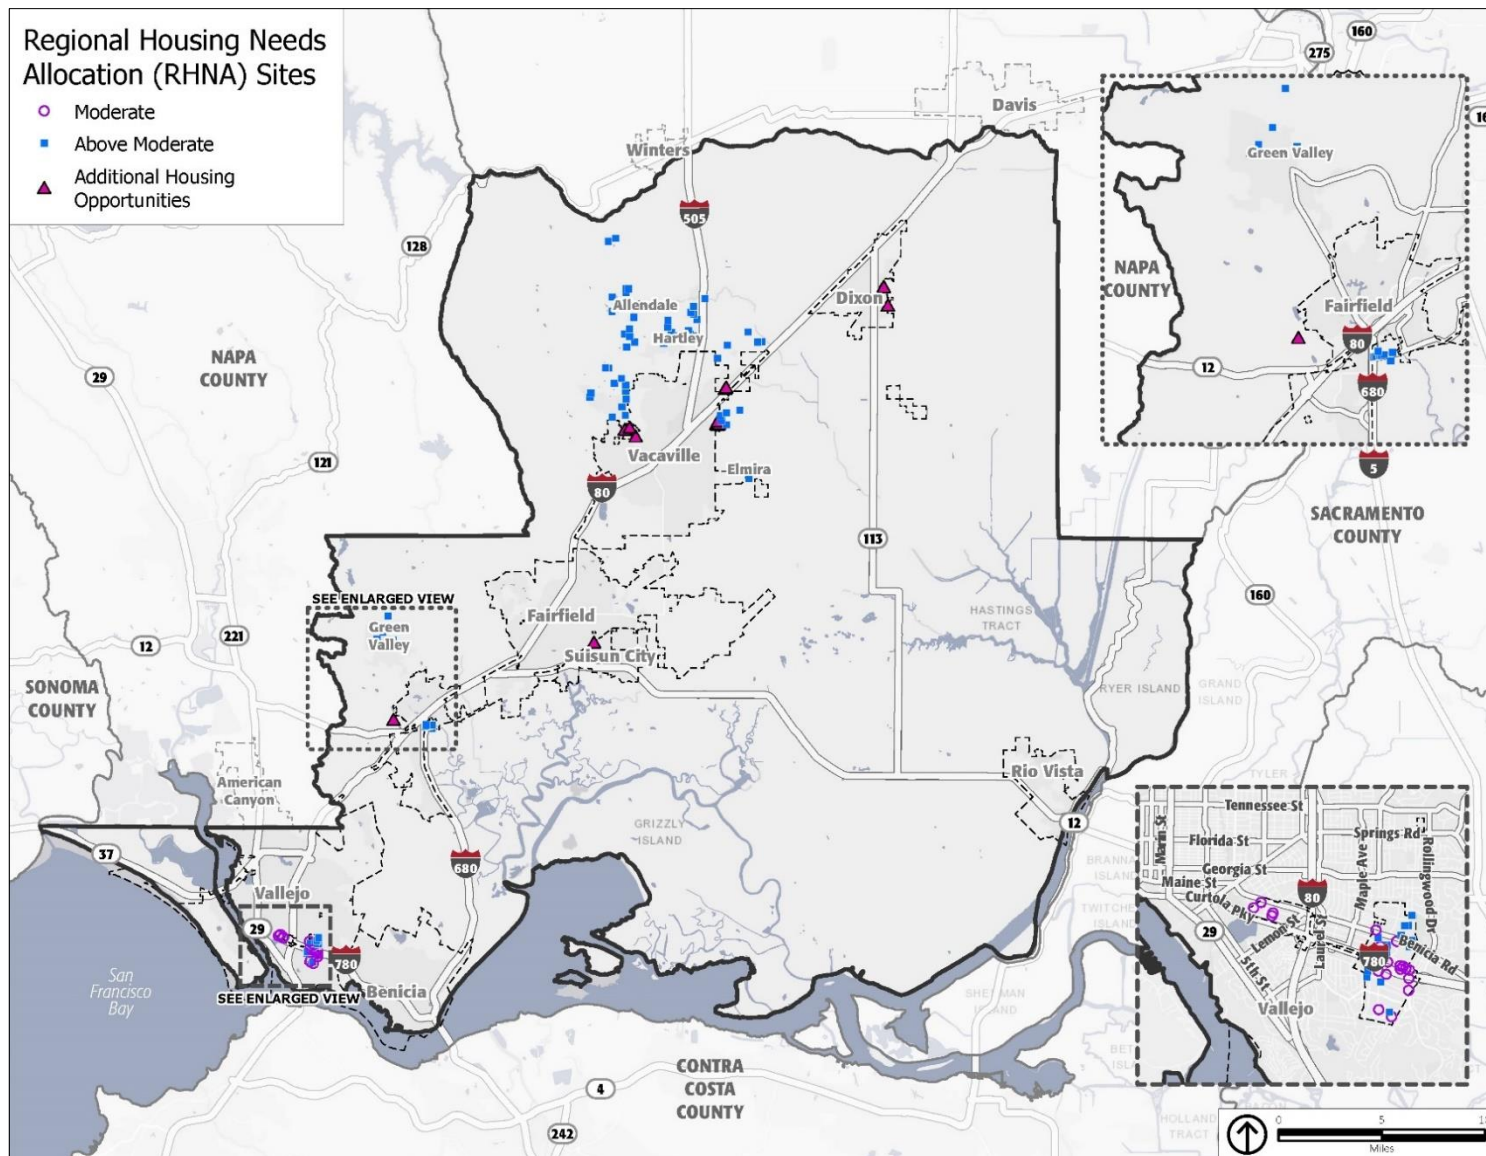 Regional Housing Needs
Allocation (RHNA) Sites
Moderate
Above Moderate
Additional Housing
Opportunities
160
275
Davis
Winters
505
128
Green Valley
NAPA
COUNTY
Fairfield
80
12
680
Allendale
Hartley
Dixon
NAPA
COUNTY
29
121
Vacaville
Elmira
80
5
SACRAMENTO
COUNTY
113
SEE ENLARGED VIEW
Green
Valley
Fairfield
Suisun City
HASTINGS
TRACT
160
221
12
SONOMA
COUNTY
RYER ISLAND
GRAND
ISLAND
American
Canyon
Rio Vista
TYLER
12
GRIZZLY
ISLAND
37
680
Vallejo
29
780
Benicia
SEE ENLARGED VIEW
San
Francisco
Bay
ISLAND
ISLAND
ISLAND
Tennessee St
Marin St
Florida St
Springs Rd
Maple Ave
Rollingwood Dr
Georgia St
Maine St
Curtola Pky
80
29
Lemon St
Laurel St
Benicia Rd
780
5th St
Vallejo
CONTRA
COSTA
COUNTY
4
242
TRACT
0 5
Miles